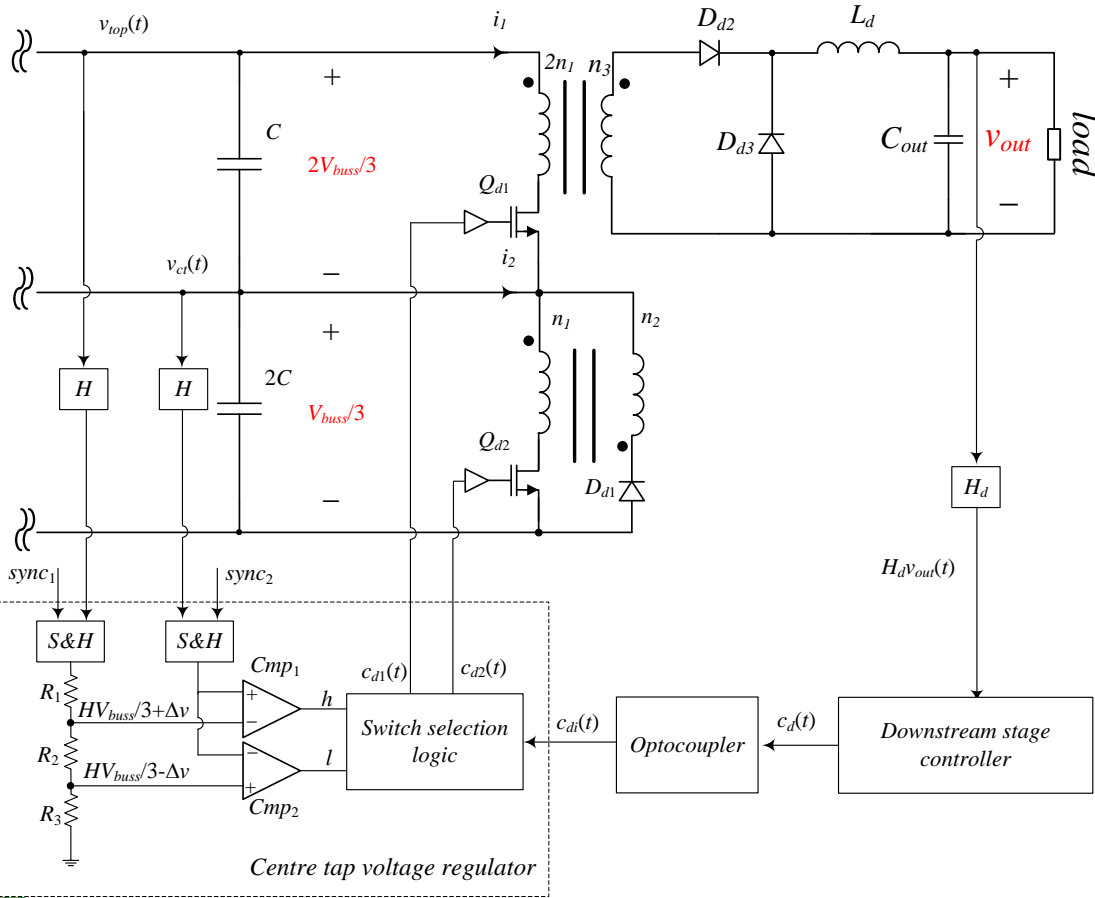 v_top(t)
i_1
D_d2
L_d
2n_1
n_3
+
C
2V_buss/3
D_d3
C_out
+
v_out
−
load
Q_d1
i_2
v_ct(t)
−
n_1
n_2
+
H
H
2C
V_buss/3
Q_d2
D_d1
−
H_d
sync_1
sync_2
H_dv_out(t)
S&H
S&H
Cmp_1
c_d1(t)
c_d2(t)
R_1
+
h
HV_buss/3+Δv
−
Switch selection
logic
c_di(t)
Optocoupler
c_d(t)
Downstream stage
controller
R_2
−
l
HV_buss/3-Δv
+
R_3
Cmp_2
Centre tap voltage regulator